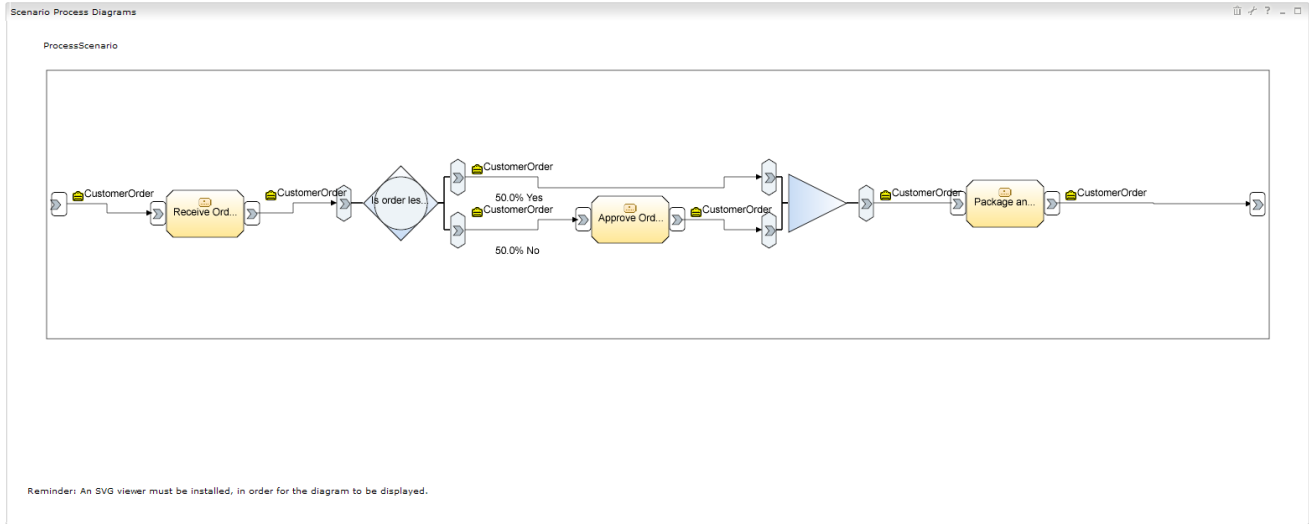 Scenario Process Diagrams
?
ProcessScenario
CustomerOrder
Receive Ord...
CustomerOrder
Is order les...
CustomerOrder
50.0% Yes
CustomerOrder
50.0% No
Approve Ord...
CustomerOrder
CustomerOrder
Package an...
CustomerOrder
Reminder: An SVG viewer must be installed, in order for the diagram to be displayed.